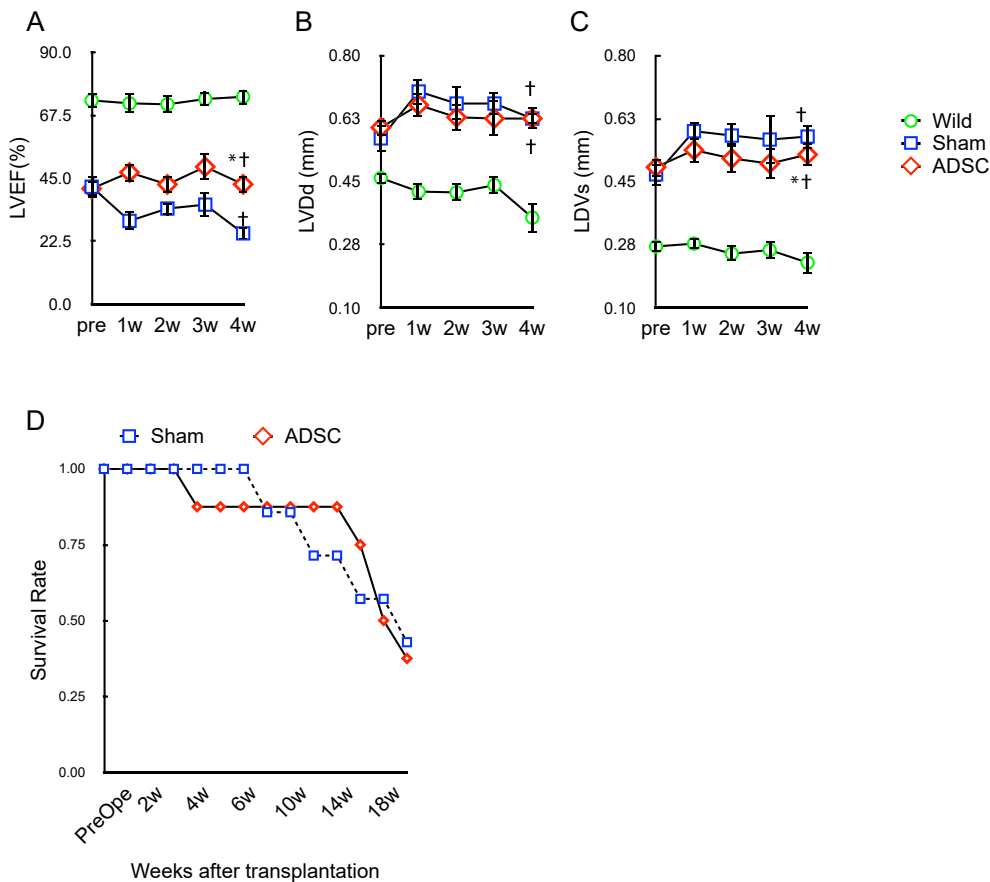 A
LVEF(%)
90.0
67.5
45.0
22.5
0.0
*†
†
pre 1w 2w 3w 4w
B
LVDd (mm)
0.80
0.63
0.45
0.28
0.10
†
†
pre 1w 2w 3w 4w
C
LDVs (mm)
0.80
0.63
0.45
0.28
0.10
†
*†
pre 1w 2w 3w 4w
Wild
Sham
ADSC
D
Sham ADSC
Survival Rate
1.00
0.75
0.50
0.25
0.00
PreOpe 2w 4w 6w 10w 14w 18w
Weeks after transplantation